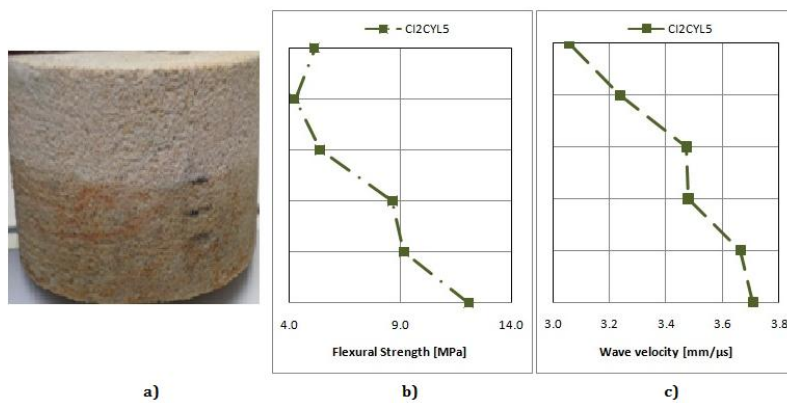 CI2CYL5
4.0 9.0 14.0
Flexural Strength [MPa]
CI2CYL5
3.0 3.2 3.4 3.6 3.8
Wave velocity [mm/μs]
a) b) c)